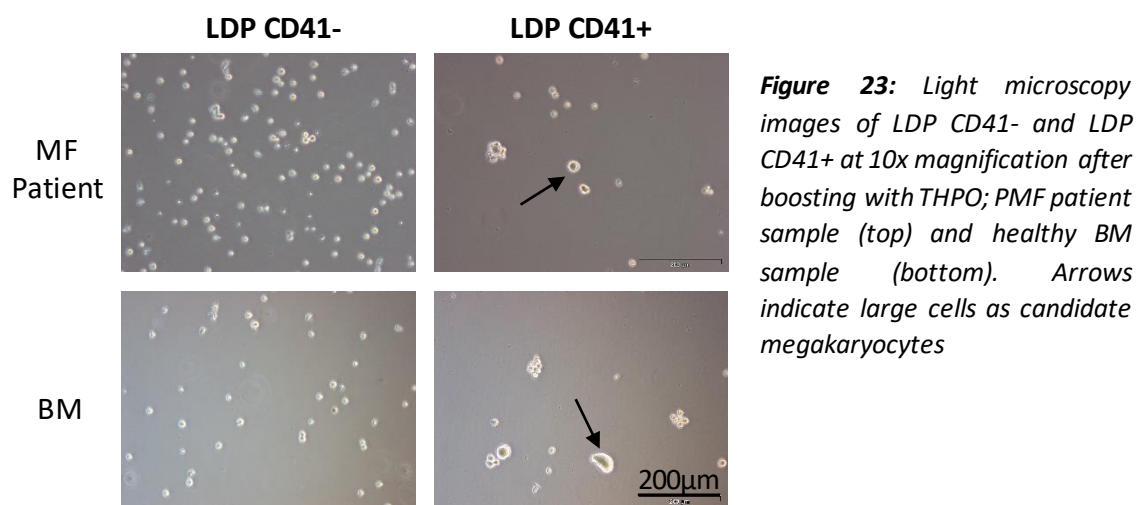 LDP CD41-
LDP CD41+
MF
Patient
BM
200µm
Figure 23: Light microscopy
images of LDP CD41- and LDP
CD41+ at 10x magnification after
boosting with THPO; PMF patient
sample (top) and healthy BM
sample (bottom). Arrows
indicate large cells as candidate
megakaryocytes